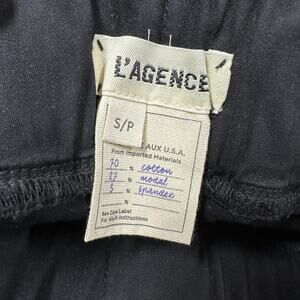 L'AGENCE
S/P
AUX U.S.A.
From Imported Materials
70 % cotton
27 % modal
3 % spandex
%
See Care Label
For Wash Instructions